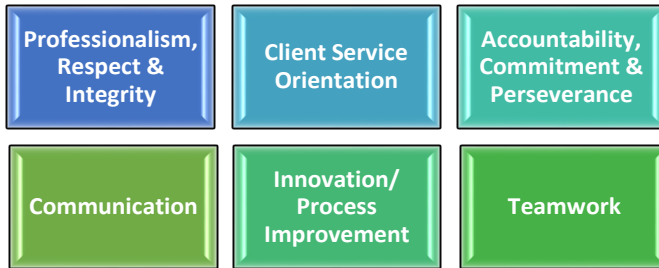 Professionalism,
Respect &
Integrity
Client Service
Orientation
Accountability,
Commitment &
Perseverance
Communication
Innovation/
Process
Improvement
Teamwork